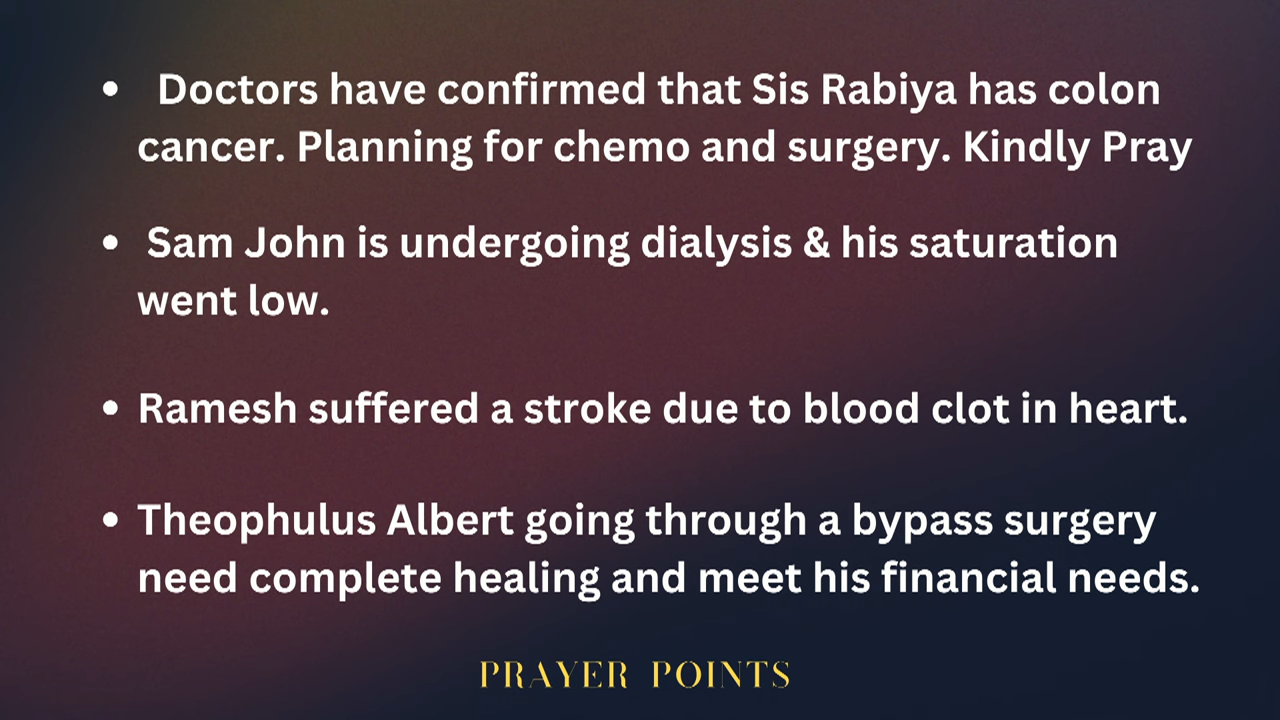 • Doctors have confirmed that Sis Rabiya has colon
cancer. Planning for chemo and surgery. Kindly Pray
• Sam John is undergoing dialysis & his saturation
went low.
• Ramesh suffered a stroke due to blood clot in heart.
• Theophulus Albert going through a bypass surgery
need complete healing and meet his financial needs.
PRAYER POINTS